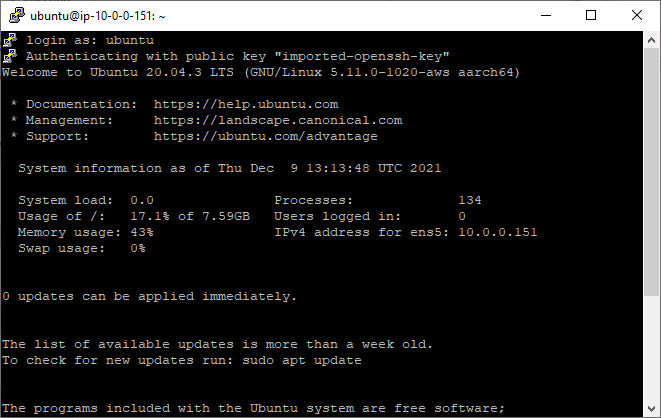 ubuntu@ip-10-0-0-151: ~
login as: ubuntu
Authenticating with public key "imported-openssh-key"
Welcome to Ubuntu 20.04.3 LTS (GNU/Linux 5.11.0-1020-aws aarch64)
* Documentation:  https://help.ubuntu.com
* Management:     https://landscape.canonical.com
* Support:        https://ubuntu.com/advantage
System information as of Thu Dec  9 13:13:48 UTC 2021
System load:  0.0               Processes:             134
Usage of /:   17.1% of 7.59GB   Users logged in:       0
Memory usage: 43%               IPv4 address for ens5: 10.0.0.151
Swap usage:   0%
0 updates can be applied immediately.
The list of available updates is more than a week old.
To check for new updates run: sudo apt update
The programs included with the Ubuntu system are free software;